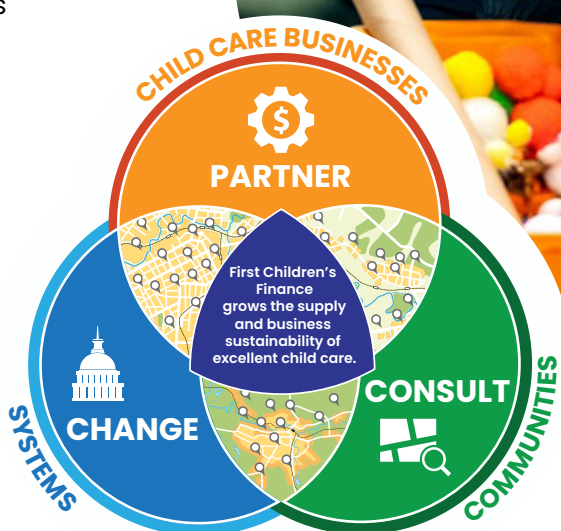 CHILD CARE BUSINESSES
$
PARTNER
First Children's
Finance
grows the supply
and business
sustainability of
excellent child care.
CHANGE
CONSULT
SYSTEMS
COMMUNITIES